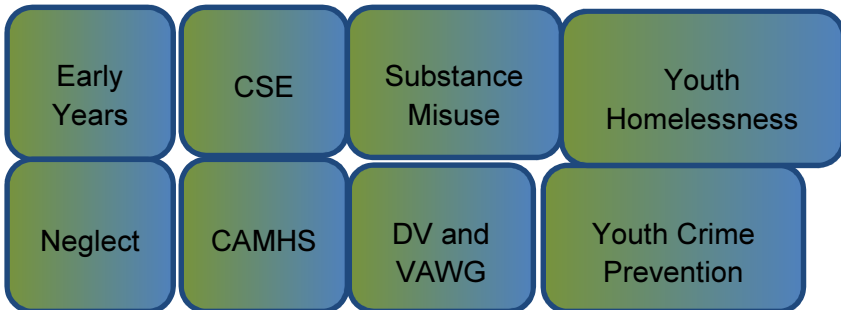 Early
Years
CSE
Substance
Misuse
Youth
Homelessness
Neglect
CAMHS
DV and
VAWG
Youth Crime
Prevention